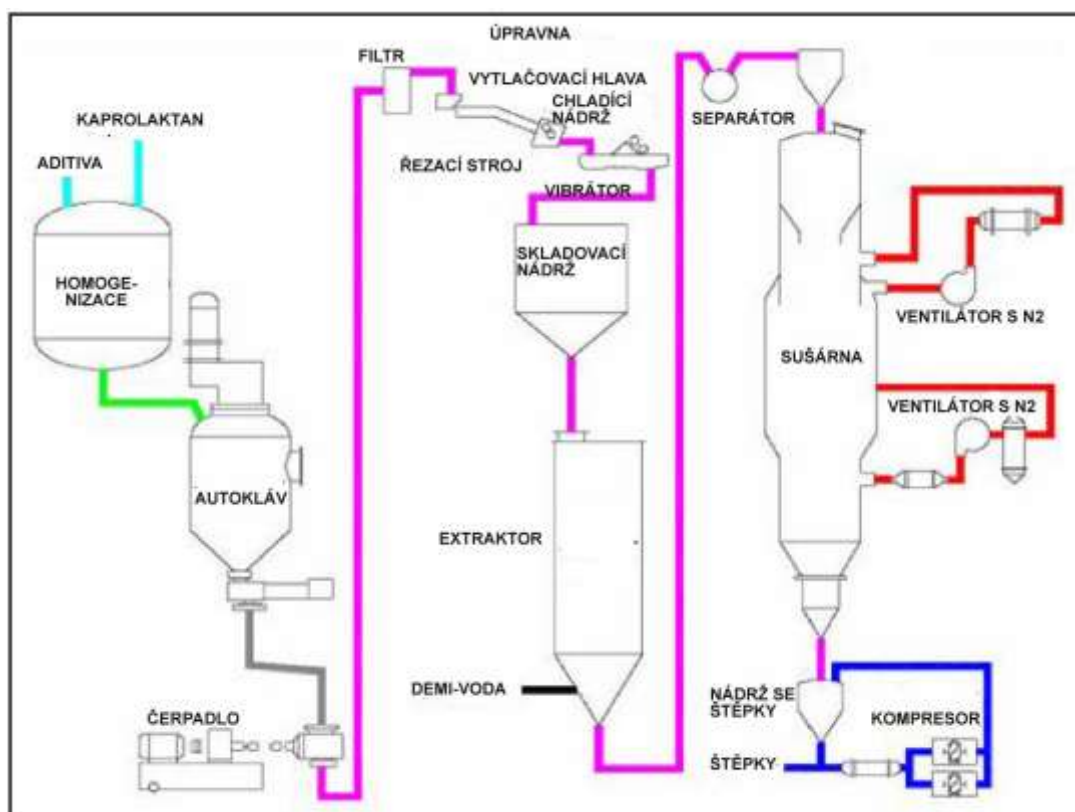 ÚPRAVNA
FILTR
VYTLAČOVACÍ HLAVA
CHLADÍCÍ
NÁDRŽ
SEPARÁTOR
KAPROLAKTAN
ADITIVA
ŘEZACÍ STROJ
VIBRÁTOR
SKLADOVACÍ
NÁDRŽ
HOMOGE-
NIZACE
VENTILÁTOR S N2
SUŠÁRNA
VENTILÁTOR S N2
AUTOKLÁV
EXTRAKTOR
DEMI-VODA
NÁDRŽ SE
ŠTĚPKY
KOMPRESOR
ČERPADLO
ŠTĚPKY